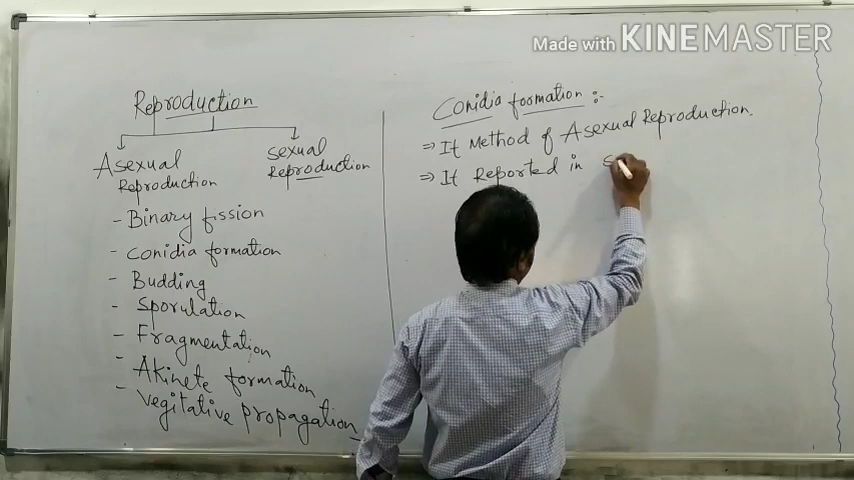 Made with KINEMASTER
Reproduction
Asexual
Reproduction
sexual
Reproduction
- Binary fission
- conidia formation
- Budding
- Sporulation
- Fragmentation
- Akinete formation
- Vegitative propagation
Conidia formation :-
⇒ It Method of Asexual Reproduction.
⇒ It Reported in